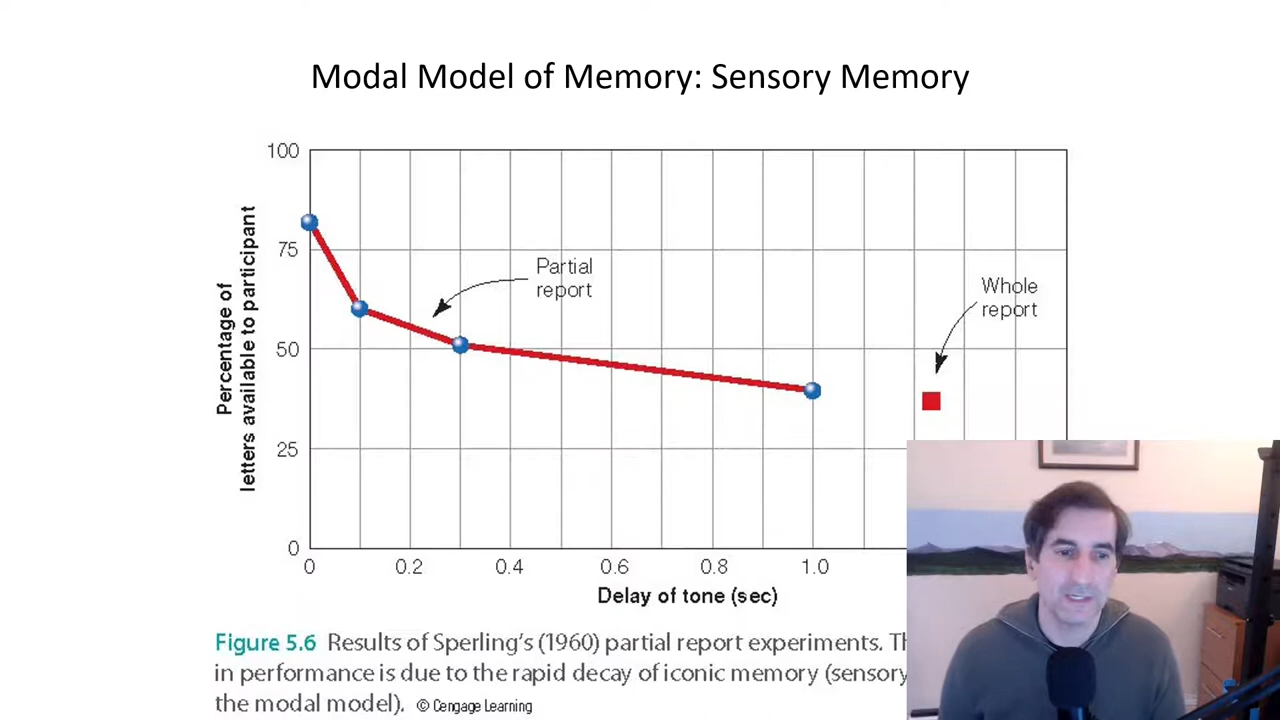 Modal Model of Memory: Sensory Memory
100
75
50
25
0
Percentage of
letters available to participant
Partial
report
Whole
report
0 0.2 0.4 0.6 0.8 1.0
Delay of tone (sec)
Figure 5.6 Results of Sperling's (1960) partial report experiments.
in performance is due to the rapid decay of iconic memory (sensory
the modal model). © Cengage Learning